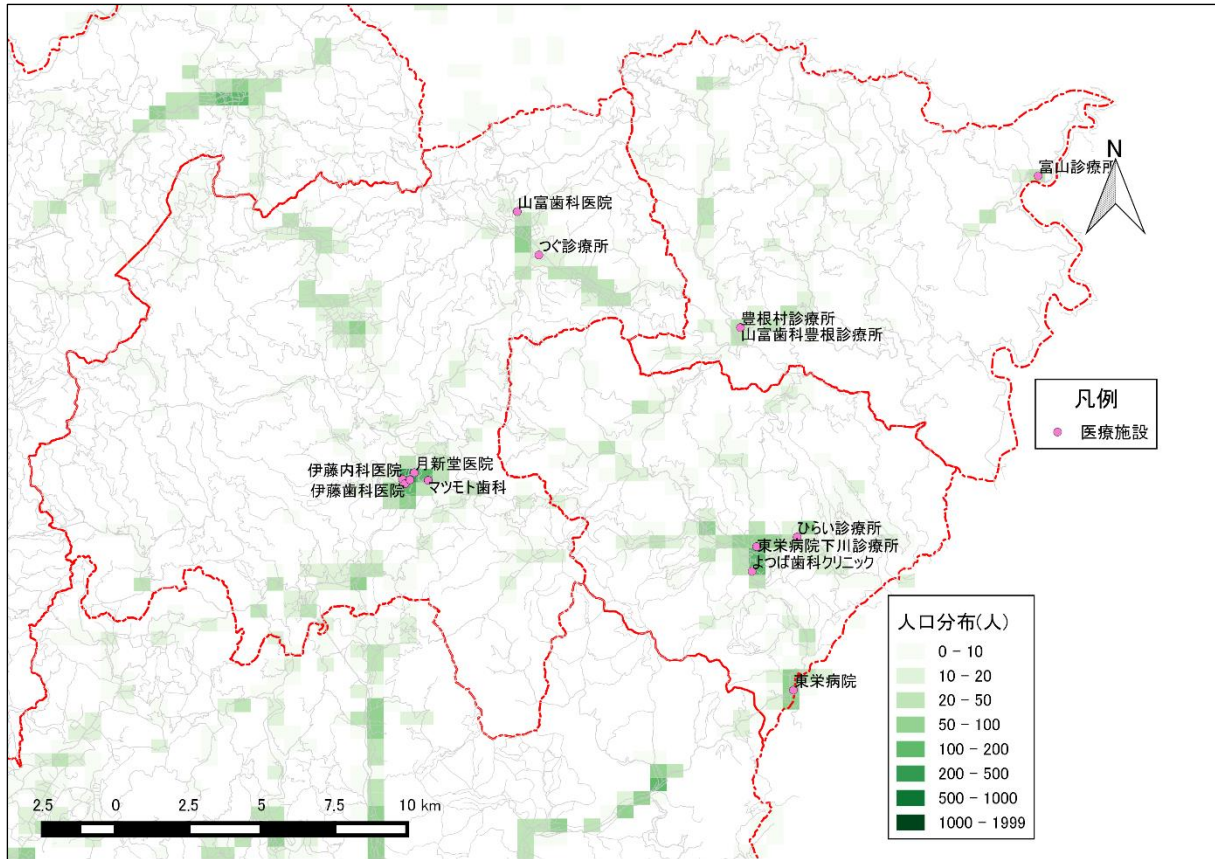 N
富山診療所
山富歯科医院
つぐ診療所
豊根村診療所
山富歯科豊根診療所
凡例
医療施設
伊藤内科医院
月新堂医院
伊藤歯科医院
マツモト歯科
ひらい診療所
東栄病院下川診療所
よつば歯科クリニック
東栄病院
人口分布(人)
0 - 10
10 - 20
20 - 50
50 - 100
100 - 200
200 - 500
500 - 1000
1000 - 1999
2.5 0 2.5 5 7.5 10 km